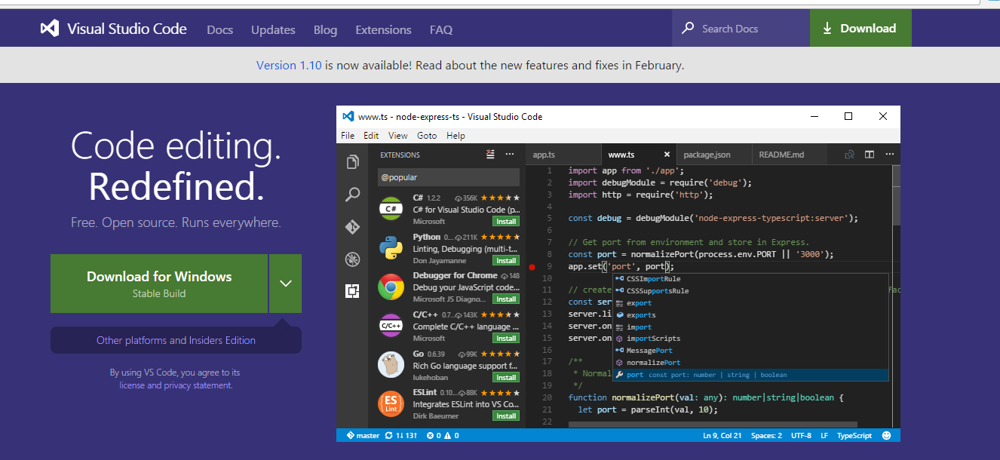 Visual Studio Code Docs Updates Blog Extensions FAQ Search Docs Download
Version 1.10 is now available! Read about the new features and fixes in February.
Code editing.
Redefined.
Free. Open source. Runs everywhere.
Download for Windows
Stable Build
Other platforms and Insiders Edition
By using VS Code, you agree to its
license and privacy statement.
www.ts - node-express-ts - Visual Studio Code
File Edit View Goto Help
EXTENSIONS
@popular
C# 1.2.2 356K
C# for Visual Studio Code (p...
Microsoft Install
Python 0... 211K
Linting, Debugging (multi-t...
Don Jayamanne Install
Debugger for Chrome 148
Debug your JavaScript code...
Microsoft JS Diagno... Install
C/C++ 0.7... 143K
Complete C/C++ language ...
Microsoft Install
Go 0.6.39 99K
Rich Go language support f...
lukehoban Install
ESLint 0.10... 88K
Integrates ESLint into VS Co...
Dirk Baeumer Install
C#
C/C++
ES
Lint
app.ts www.ts package.json README.md
1 import app from './app';
2 import debugModule = require('debug');
3 import http = require('http');
4
5 const debug = debugModule('node-express-typescript:server');
6
7 // Get port from environment and store in Express.
8 const port = normalizePort(process.env.PORT || '3000');
9 app.set('port', port);
10
11 // create fac
12 const ser
13 server.li
14 server.on
15 server.on
16
17 /**
18 * Normal
19 */
20 function normalizePort(val: any): number|string|boolean {
21 let port = parseInt(val, 10);
22
CSSImportRule
CSSSupportsRule
export
exports
import
importScripts
MessagePort
normalizePort
port const port: number | string | boolean
master 1↓ 13↑ 0 0 Ln 9, Col 21 Spaces: 2 UTF-8 LF TypeScript